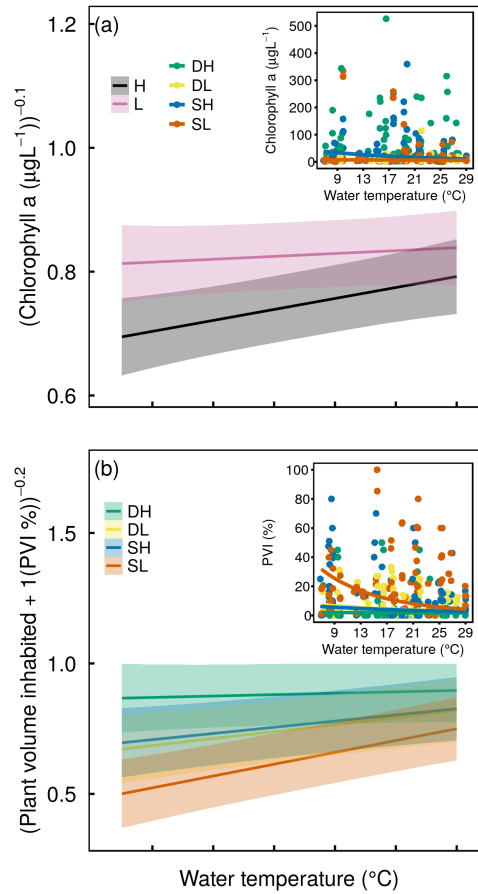 (a)
1.2
1.0
0.8
0.6
(Chlorophyll a (µgL⁻¹))⁻⁰·¹
H
L
DH
DL
SH
SL
Chlorophyll a (µgL⁻¹)
500
400
300
200
100
0
9 13 17 21 25 29
Water temperature (°C)
(b)
1.5
1.0
0.5
(Plant volume inhabited + 1(PVI %))⁻⁰·²
DH
DL
SH
SL
PVI (%)
100
80
60
40
20
0
9 13 17 21 25 29
Water temperature (°C)
Water temperature (°C)